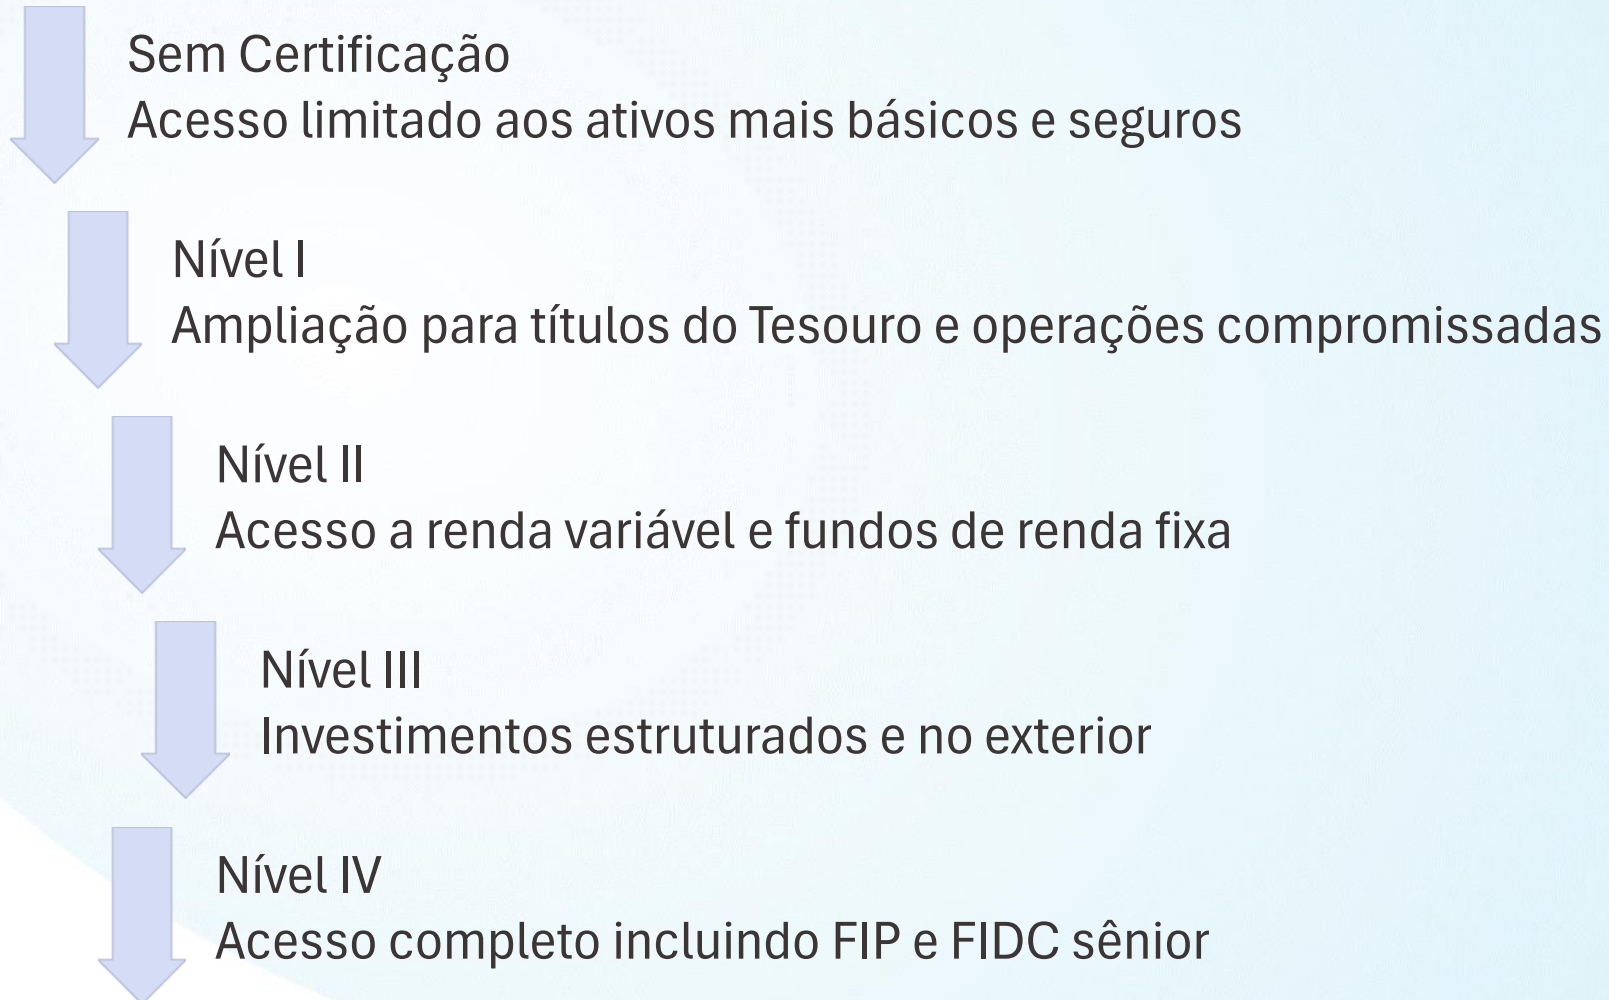 Sem Certificação
Acesso limitado aos ativos mais básicos e seguros
Nível I
Ampliação para títulos do Tesouro e operações compromissadas
Nível II
Acesso a renda variável e fundos de renda fixa
Nível III
Investimentos estruturados e no exterior
Nível IV
Acesso completo incluindo FIP e FIDC sênior